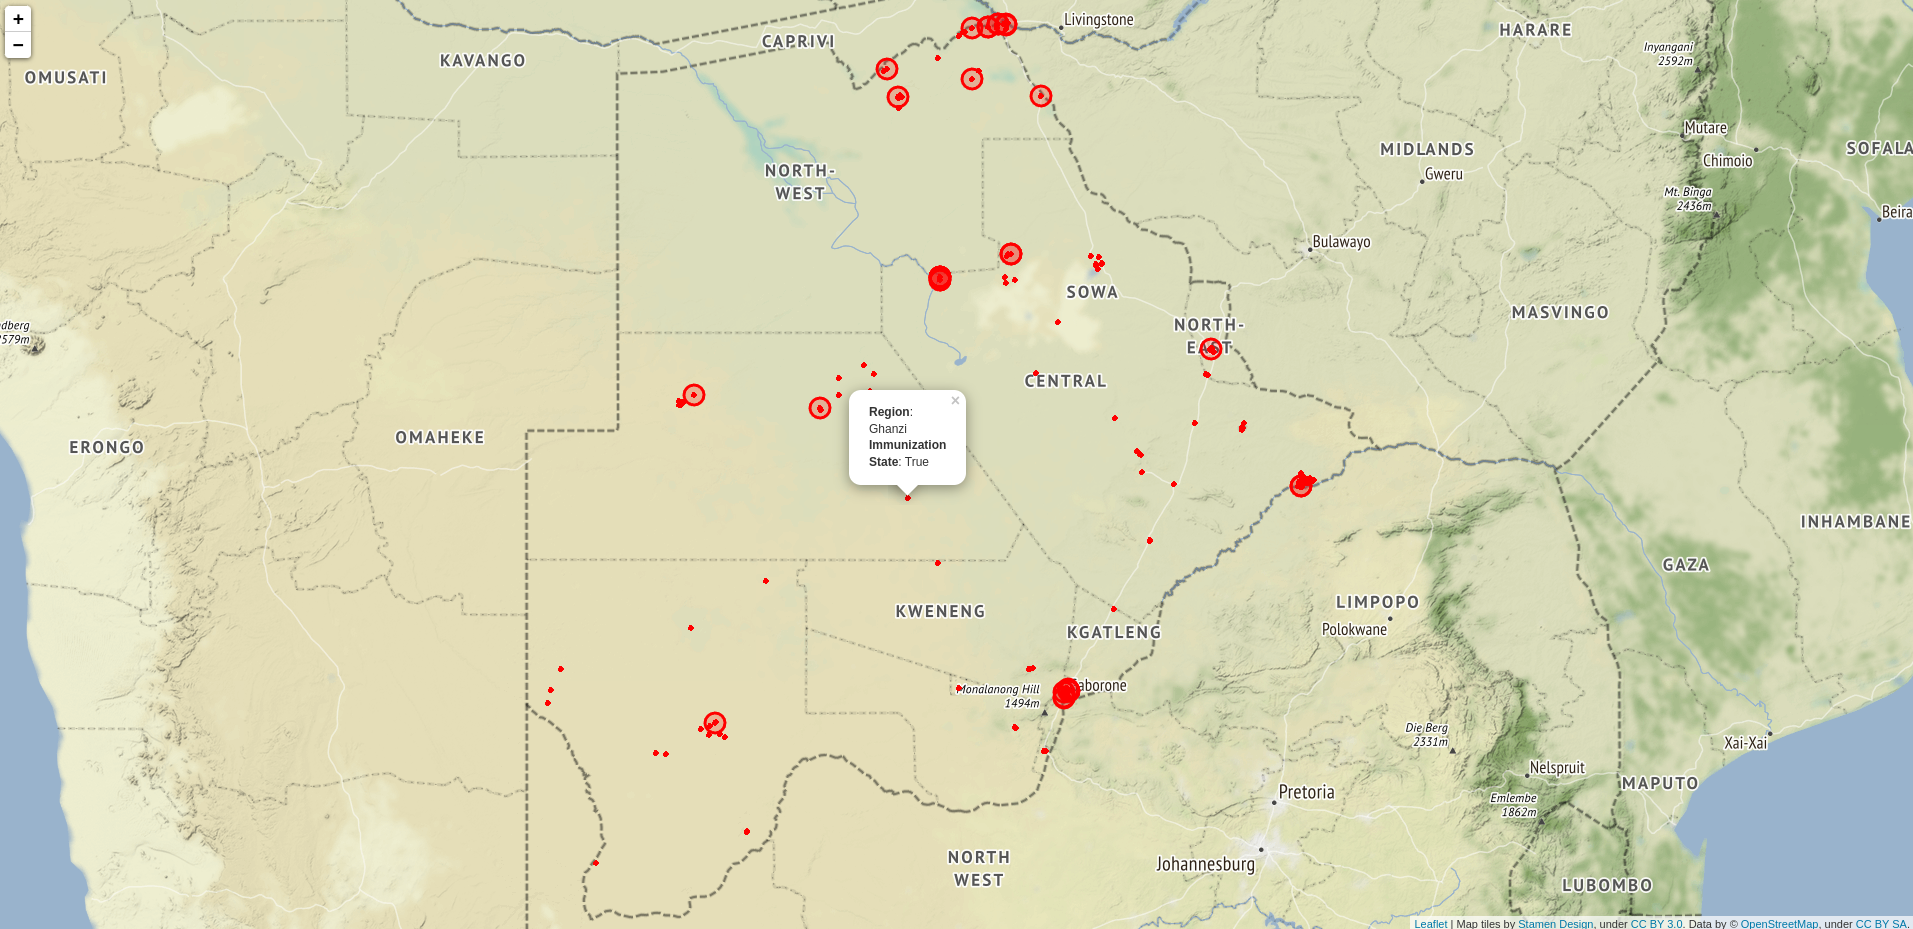 +
−
Livingstone
HARARE
CAPRIVI
Inyangani
2592m
KAVANGO
OMUSATI
Mutare
MIDLANDS
SOFALA
Chimoio
NORTH-
WEST
Gweru
Mt. Binga
2436m
Beira
Bulawayo
SOWA
MASVINGO
NORTH-
EAST
dberg
2579m
CENTRAL
×
Region:
Ghanzi
Immunization
State: True
OMAHEKE
ERONGO
INHAMBANE
GAZA
LIMPOPO
KWENENG
Polokwane
KGATLENG
Monalanong Hill
1494m
Gaborone
Die Berg
2331m
Xai-Xai
Nelspruit
MAPUTO
Pretoria
Emlembe
1862m
NORTH
WEST
Johannesburg
LUBOMBO
Leaflet | Map tiles by Stamen Design, under CC BY 3.0. Data by © OpenStreetMap, under CC BY SA.